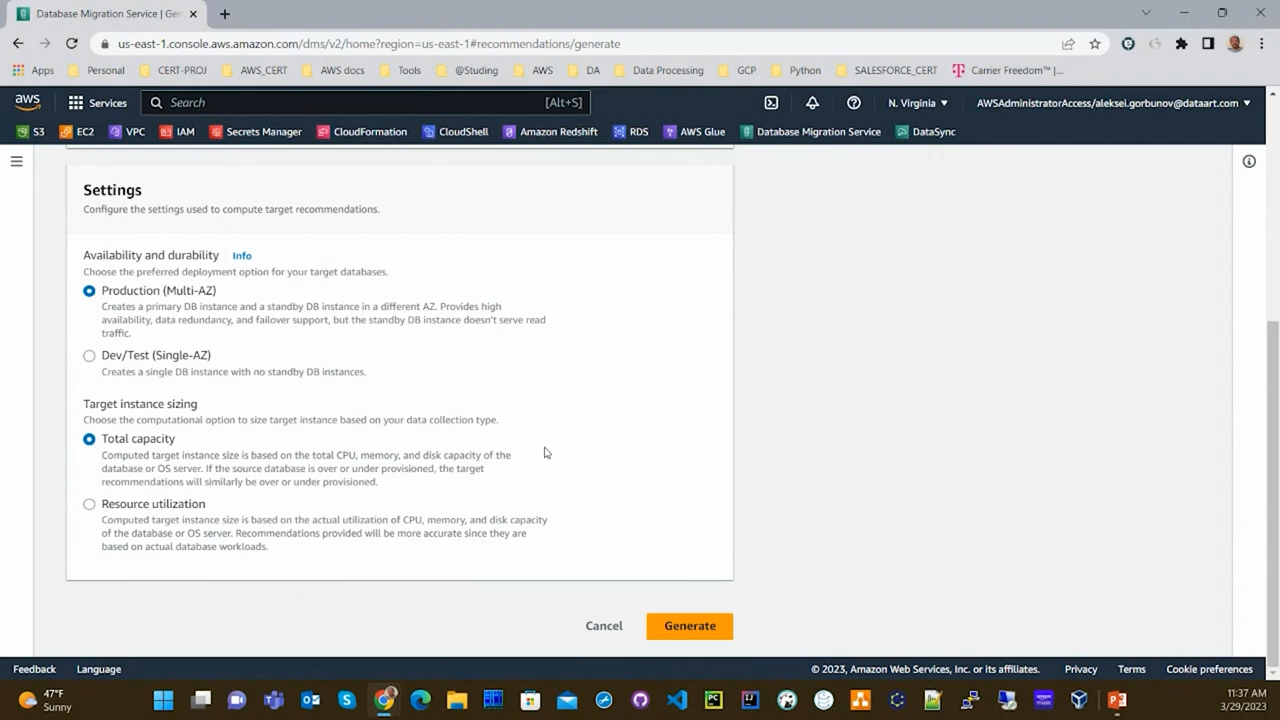 Database Migration Service | Ge
us-east-1.console.aws.amazon.com/dms/v2/home?region=us-east-1#recommendations/generate
Apps Personal CERT-PROJ AWS_CERT AWS docs Tools @Studing AWS DA Data Processing GCP Python SALESFORCE_CERT Carrier Freedom™ |...
aws Services Search [Alt+S] N. Virginia AWSAdministratorAccess/aleksei.gorbunov@dataart.com
S3 EC2 VPC IAM Secrets Manager CloudFormation CloudShell Amazon Redshift RDS AWS Glue Database Migration Service DataSync
Settings
Configure the settings used to compute target recommendations.
Availability and durability Info
Choose the preferred deployment option for your target databases.
Production (Multi-AZ)
Creates a primary DB instance and a standby DB instance in a different AZ. Provides high
availability, data redundancy, and failover support, but the standby DB instance doesn't serve read
traffic.
Dev/Test (Single-AZ)
Creates a single DB instance with no standby DB instances.
Target instance sizing
Choose the computational option to size target instance based on your data collection type.
Total capacity
Computed target instance size is based on the total CPU, memory, and disk capacity of the
database or OS server. If the source database is over or under provisioned, the target
recommendations will similarly be over or under provisioned.
Resource utilization
Computed target instance size is based on the actual utilization of CPU, memory, and disk capacity
of the database or OS server. Recommendations provided will be more accurate since they are
based on actual database workloads.
Cancel Generate
Feedback Language © 2023, Amazon Web Services, Inc. or its affiliates. Privacy Terms Cookie preferences
47°F
Sunny
11:37 AM
3/29/2023